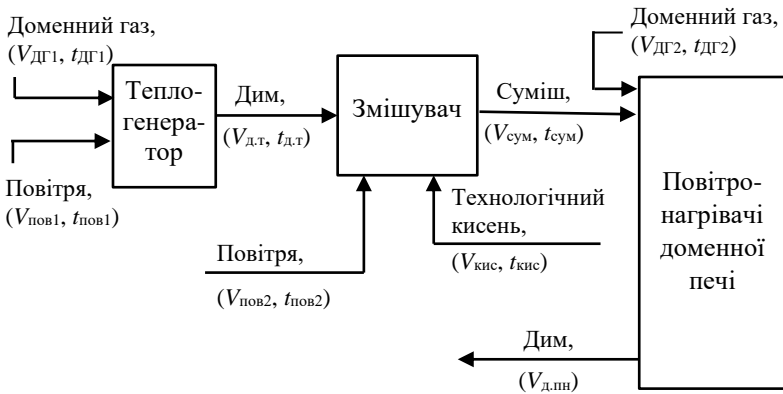 Доменний газ,
(VДГ1, tДГ1)
Тепло-
генера-
тор
Повітря,
(Vпов1, tпов1)
Дим,
(Vд.т, tд.т)
Змішувач
Повітря,
(Vпов2, tпов2)
Технологічний
кисень,
(Vкис, tкис)
Суміш,
(Vсум, tсум)
Доменний газ,
(VДГ2, tДГ2)
Повітро-
нагрівачі
доменної
печі
Дим,
(Vд.пн)